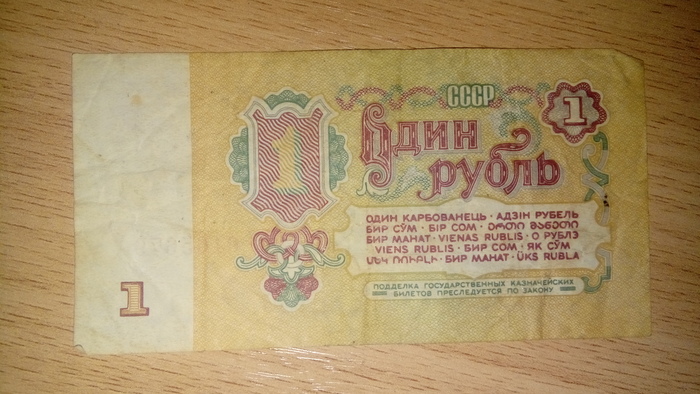 СССР
1
1
Один
рубль
ОДИН КАРБОВАНЕЦЬ · АДЗІН РУБЕЛЬ
БИР СЎМ · БІР СОМ · ᲔᲠᲗᲘ ᲛᲐᲜᲔᲗᲘ
БИР МАНАТ · VIENAS RUBLIS · О РУБЛЭ
VIENS RUBLIS · БИР СОМ · ЯК СЎМ
ՄԵԿ ՌՈՒԲԼԻ · БИР МАНАТ · ÜKS RUBLA
ПОДДЕЛКА ГОСУДАРСТВЕННЫХ КАЗНАЧЕЙСКИХ
БИЛЕТОВ ПРЕСЛЕДУЕТСЯ ПО ЗАКОНУ
1